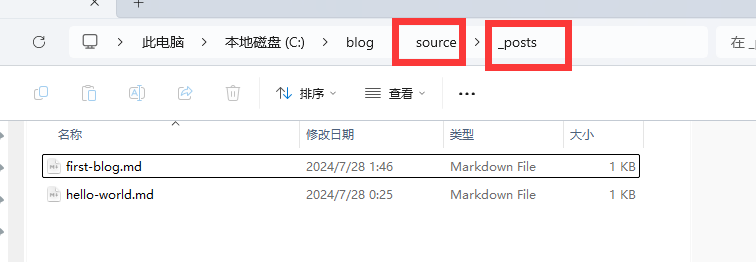 此电脑 本地磁盘 (C:) blog source _posts 在 _p
排序 查看
名称 修改日期 类型 大小
first-blog.md 2024/7/28 1:46 Markdown File 1 KB
hello-world.md 2024/7/28 0:25 Markdown File 1 KB